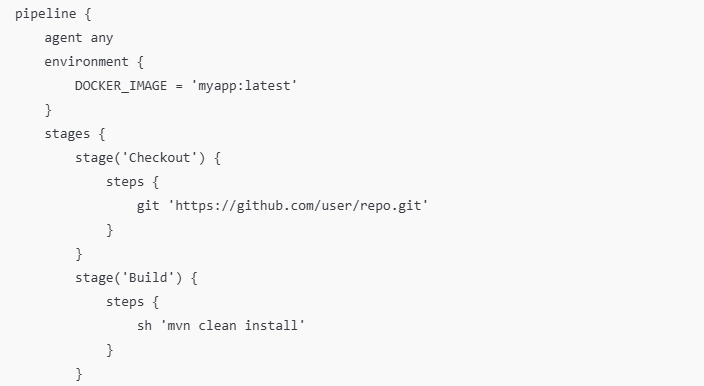 pipeline {
    agent any
    environment {
        DOCKER_IMAGE = 'myapp:latest'
    }
    stages {
        stage('Checkout') {
            steps {
                git 'https://github.com/user/repo.git'
            }
        }
        stage('Build') {
            steps {
                sh 'mvn clean install'
            }
        }